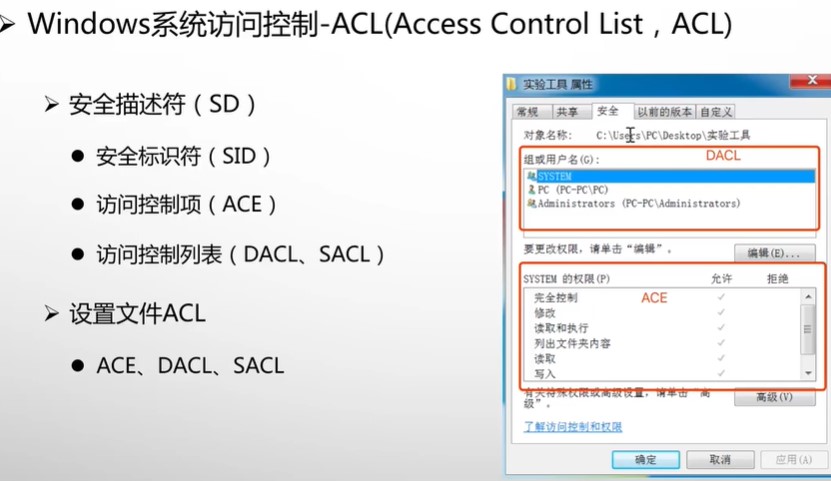 Windows系统访问控制-ACL(Access Control List，ACL)
安全描述符（SD）
安全标识符（SID）
访问控制项（ACE）
访问控制列表（DACL、SACL）
设置文件ACL
ACE、DACL、SACL
实验工具 属性
常规 共享 安全 以前的版本 自定义
对象名称： C:\Users\PC\Desktop\实验工具
组或用户名(G)： DACL
SYSTEM
PC (PC-PC\PC)
Administrators (PC-PC\Administrators)
要更改权限，请单击“编辑”。 编辑(E)...
SYSTEM 的权限(P) 允许 拒绝
完全控制 ACE
修改
读取和执行
列出文件夹内容
读取
写入
有关特殊权限或高级设置，请单击“高级”。 高级(V)
了解访问控制和权限
确定 取消 应用(A)